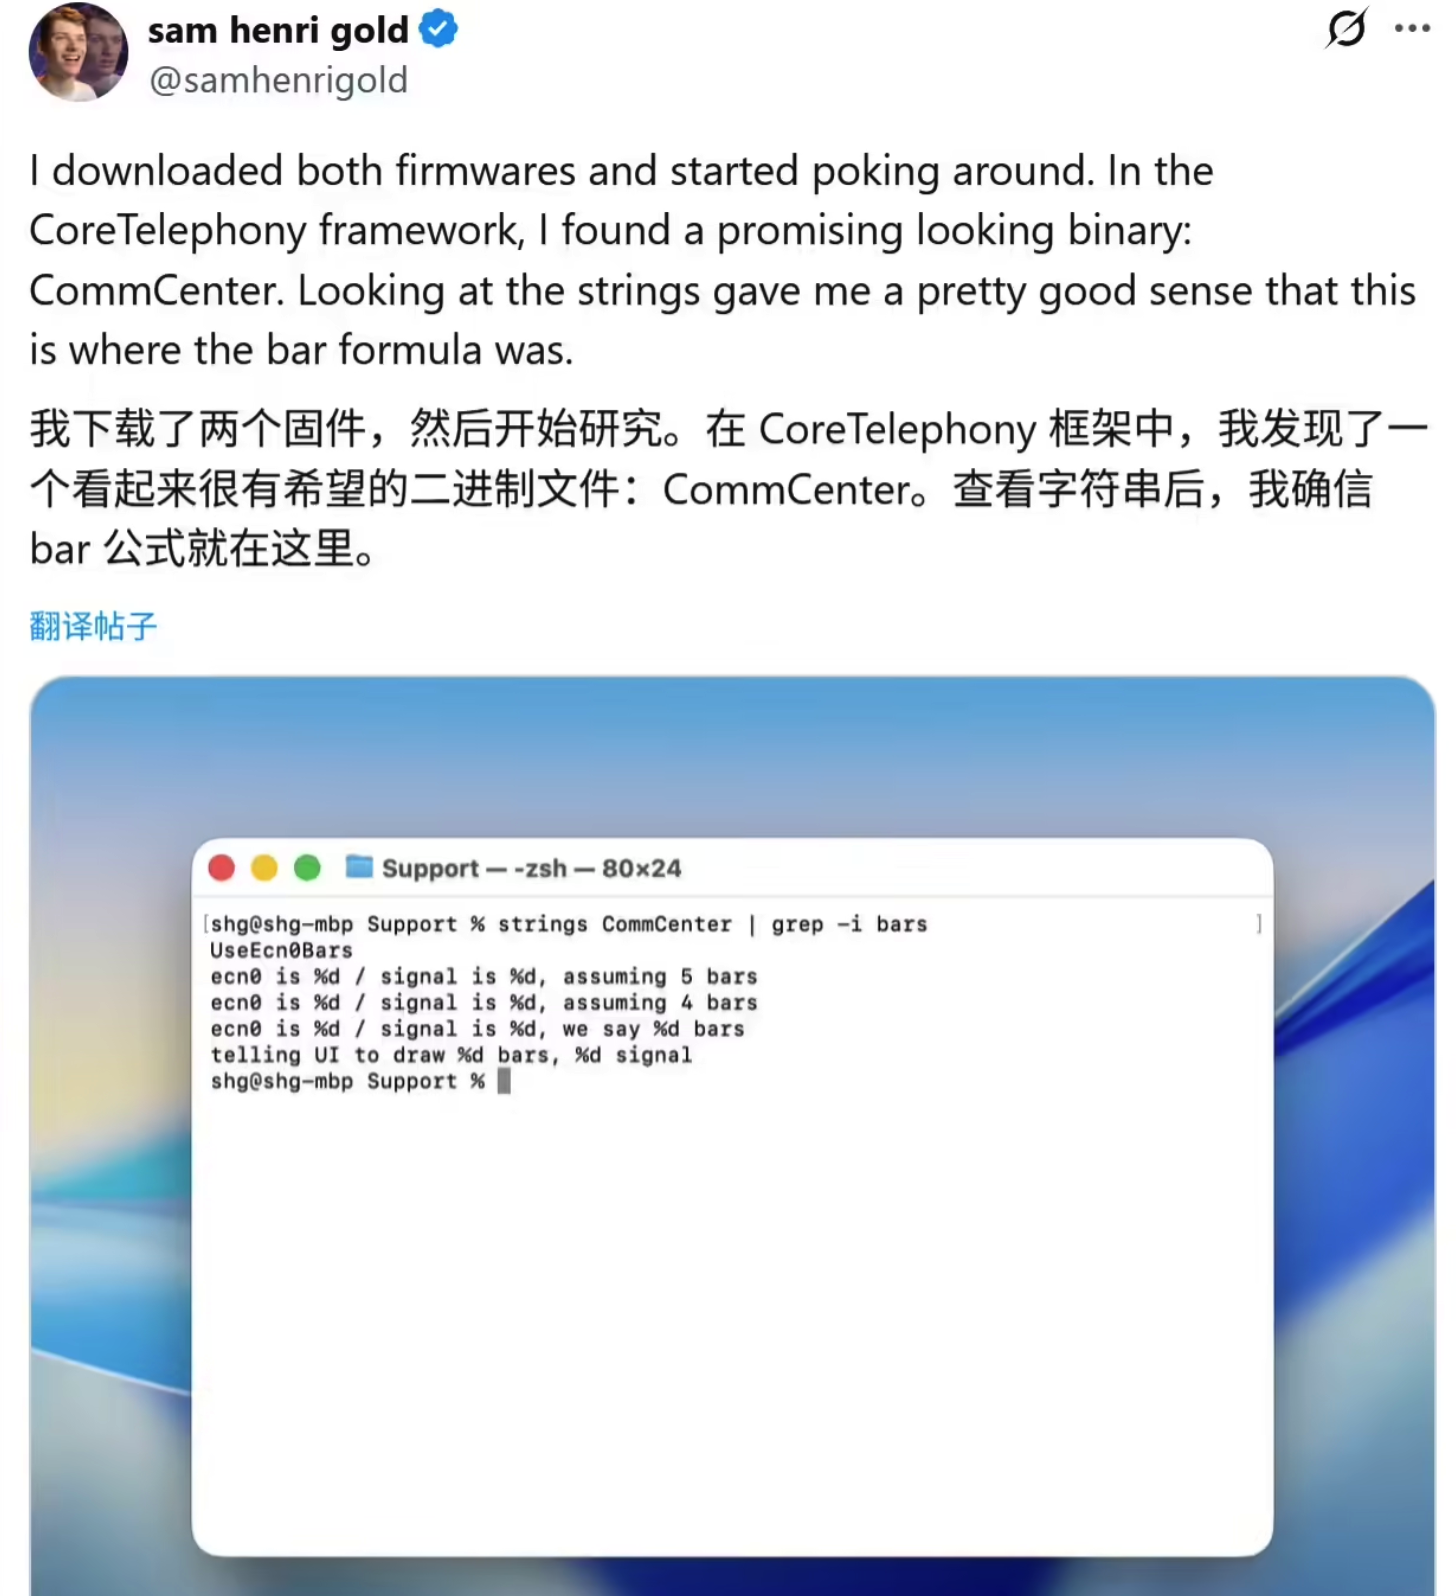 sam henri gold
@samhenrigold
I downloaded both firmwares and started poking around. In the
CoreTelephony framework, I found a promising looking binary:
CommCenter. Looking at the strings gave me a pretty good sense that this
is where the bar formula was.
我下载了两个固件，然后开始研究。在 CoreTelephony 框架中，我发现了一
个看起来很有希望的二进制文件：CommCenter。查看字符串后，我确信
bar 公式就在这里。
翻译帖子
Support — -zsh — 80×24
[shg@shg-mbp Support % strings CommCenter | grep -i bars ]
UseEcn0Bars
ecn0 is %d / signal is %d, assuming 5 bars
ecn0 is %d / signal is %d, assuming 4 bars
ecn0 is %d / signal is %d, we say %d bars
telling UI to draw %d bars, %d signal
shg@shg-mbp Support %